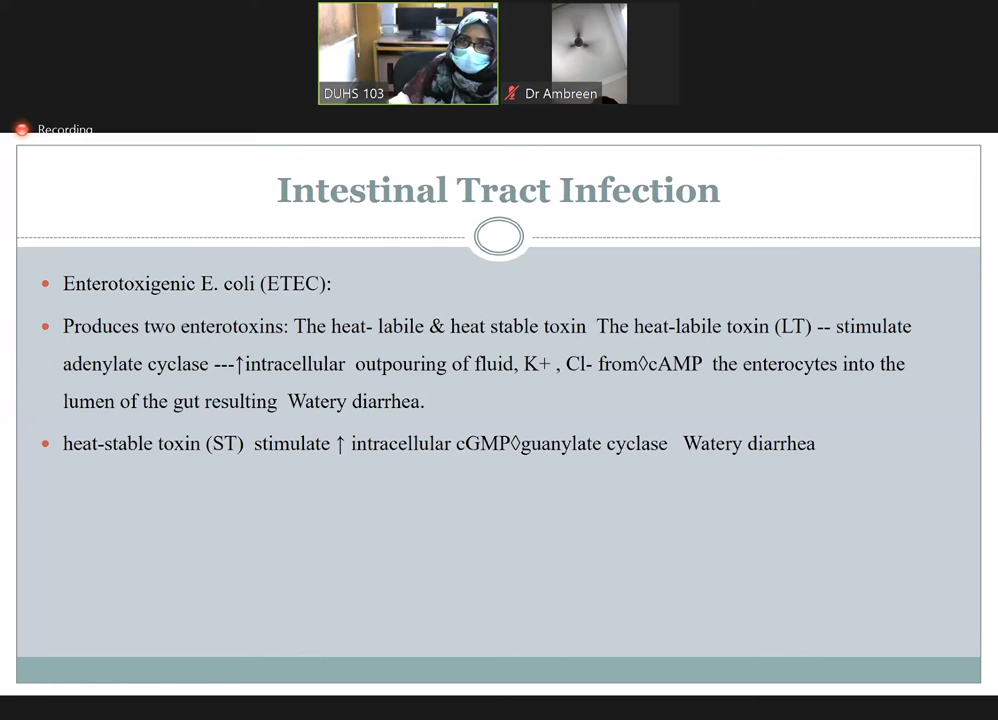 DUHS 103
Dr Ambreen
Recording
Intestinal Tract Infection
• Enterotoxigenic E. coli (ETEC):
• Produces two enterotoxins: The heat- labile & heat stable toxin The heat-labile toxin (LT) -- stimulate
adenylate cyclase ---↑intracellular outpouring of fluid, K+ , Cl- from◊cAMP the enterocytes into the
lumen of the gut resulting Watery diarrhea.
• heat-stable toxin (ST) stimulate ↑ intracellular cGMP◊guanylate cyclase Watery diarrhea